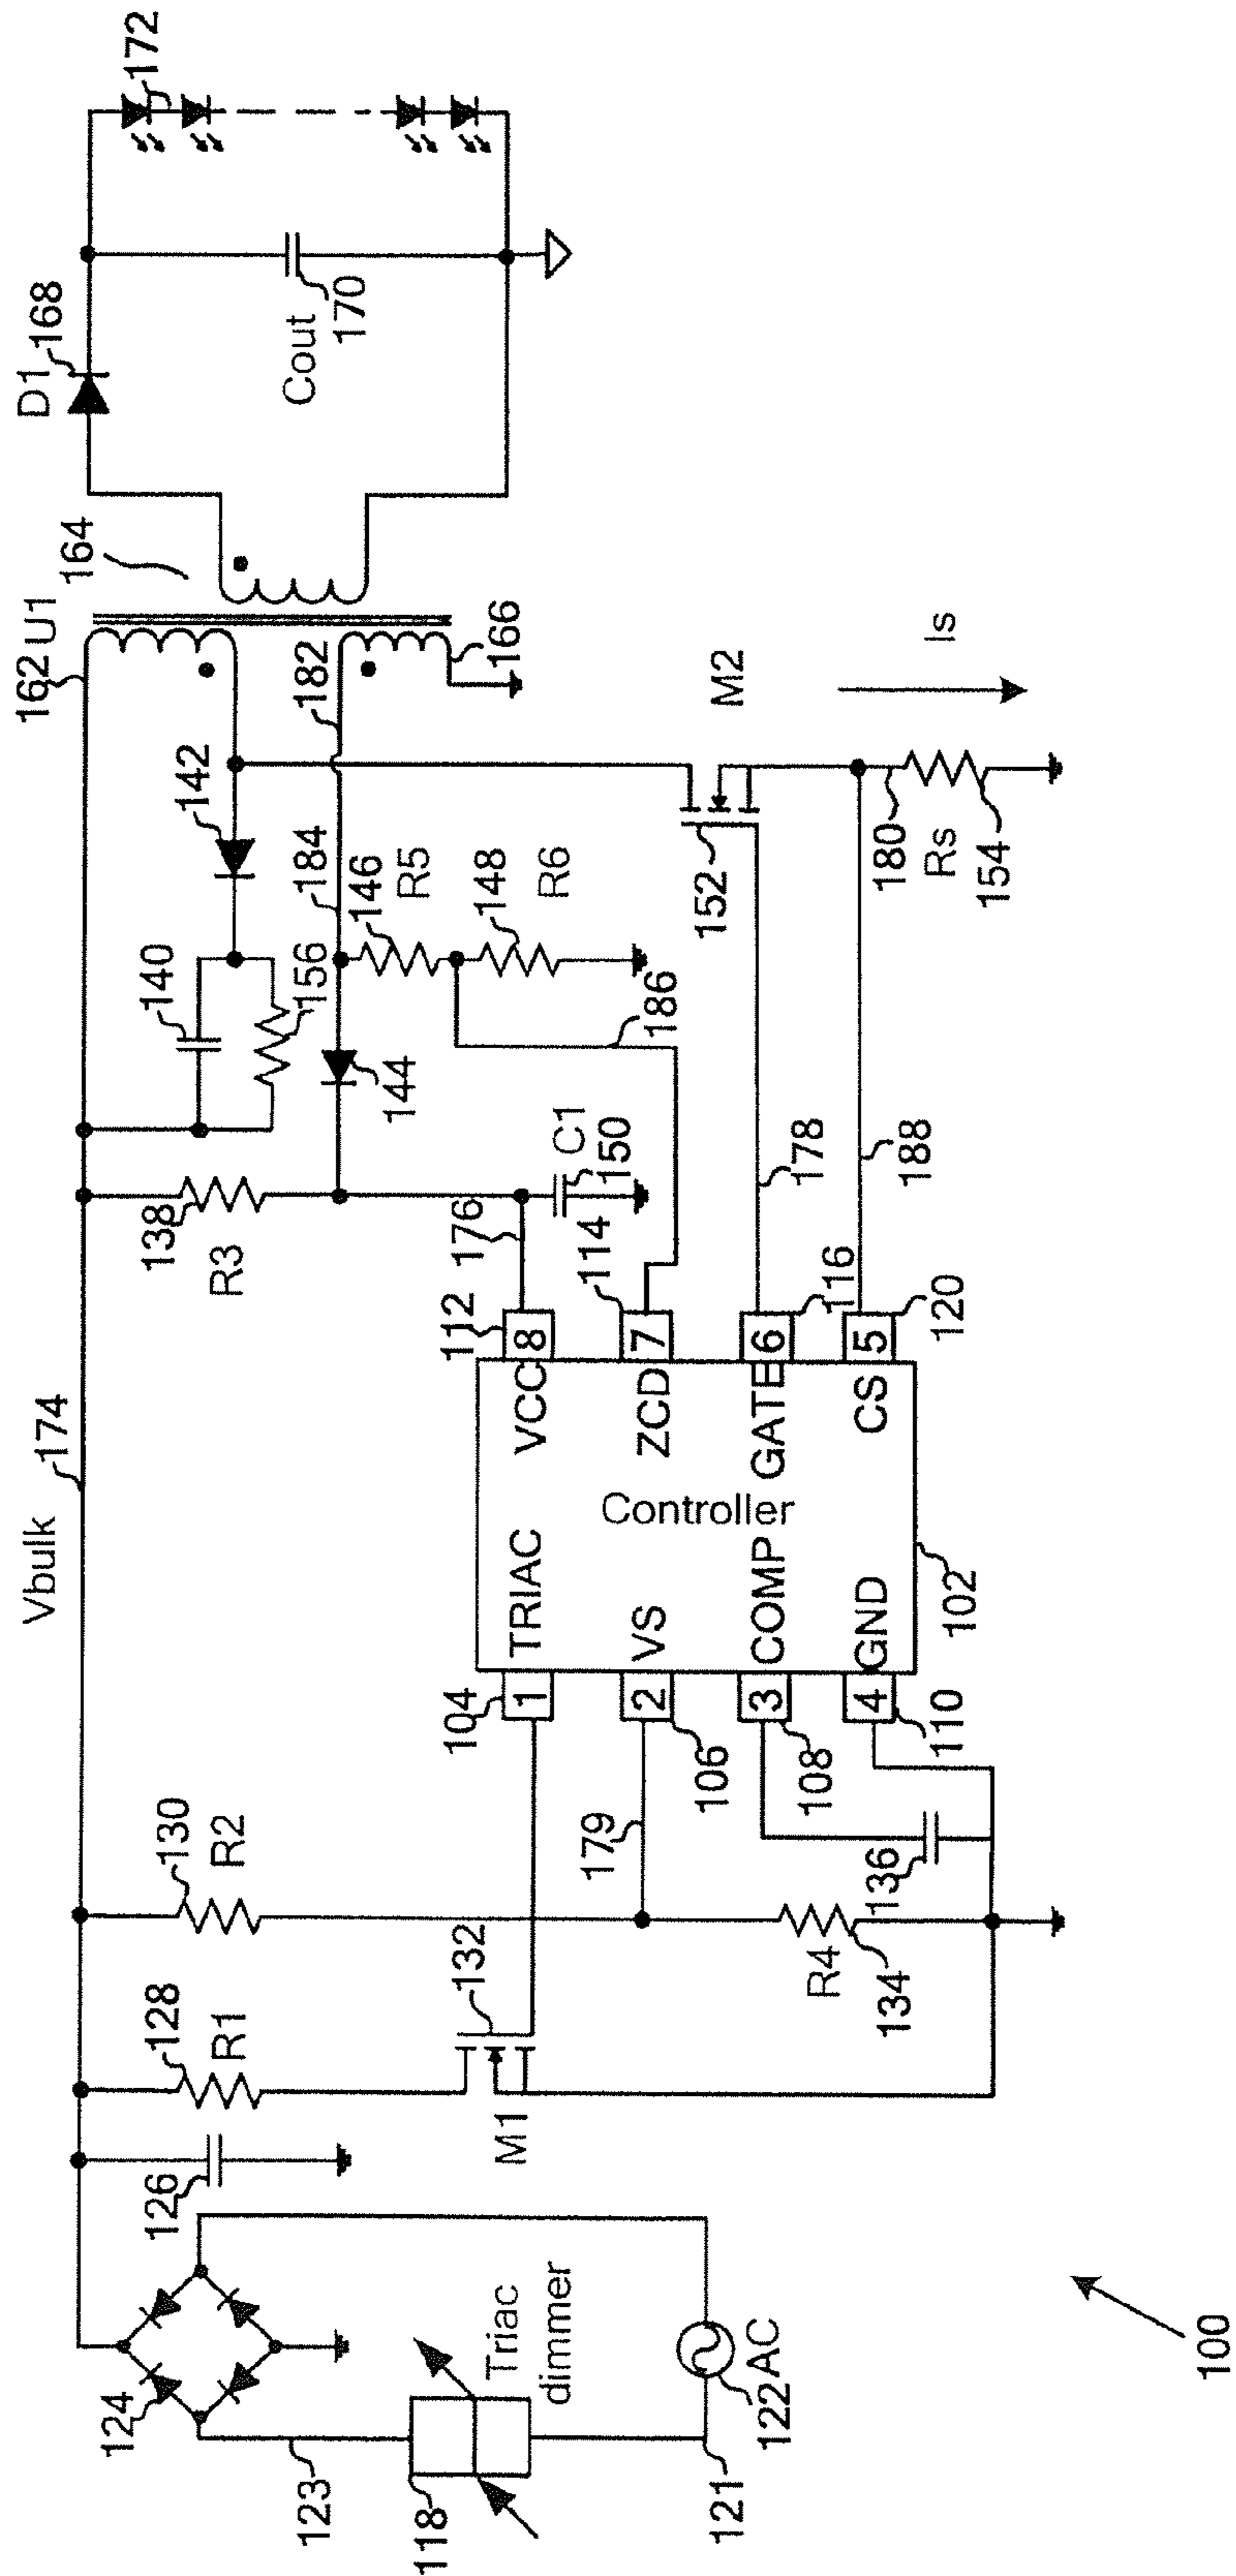 Vbulk
174
162
U1
164
D1
168
172
Cout
170
124
126
128
R1
130
R2
138
R3
140
156
142
184
182
166
146
R5
148
R6
144
186
176
C1
150
123
118
Triac
dimmer
121
122
AC
M1
132
179
R4
134
136
104
1
TRIAC
106
2
VS
108
3
COMP
110
4
GND
Controller
102
112
8
VCC
114
7
ZCD
116
6
GATE
120
5
CS
178
188
152
M2
Is
180
Rs
154
100